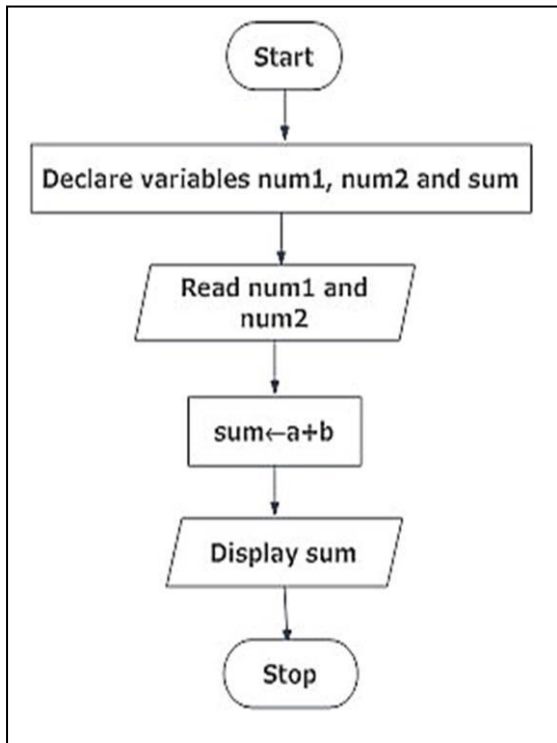 Start
Declare variables num1, num2 and sum
Read num1 and
num2
sum←a+b
Display sum
Stop